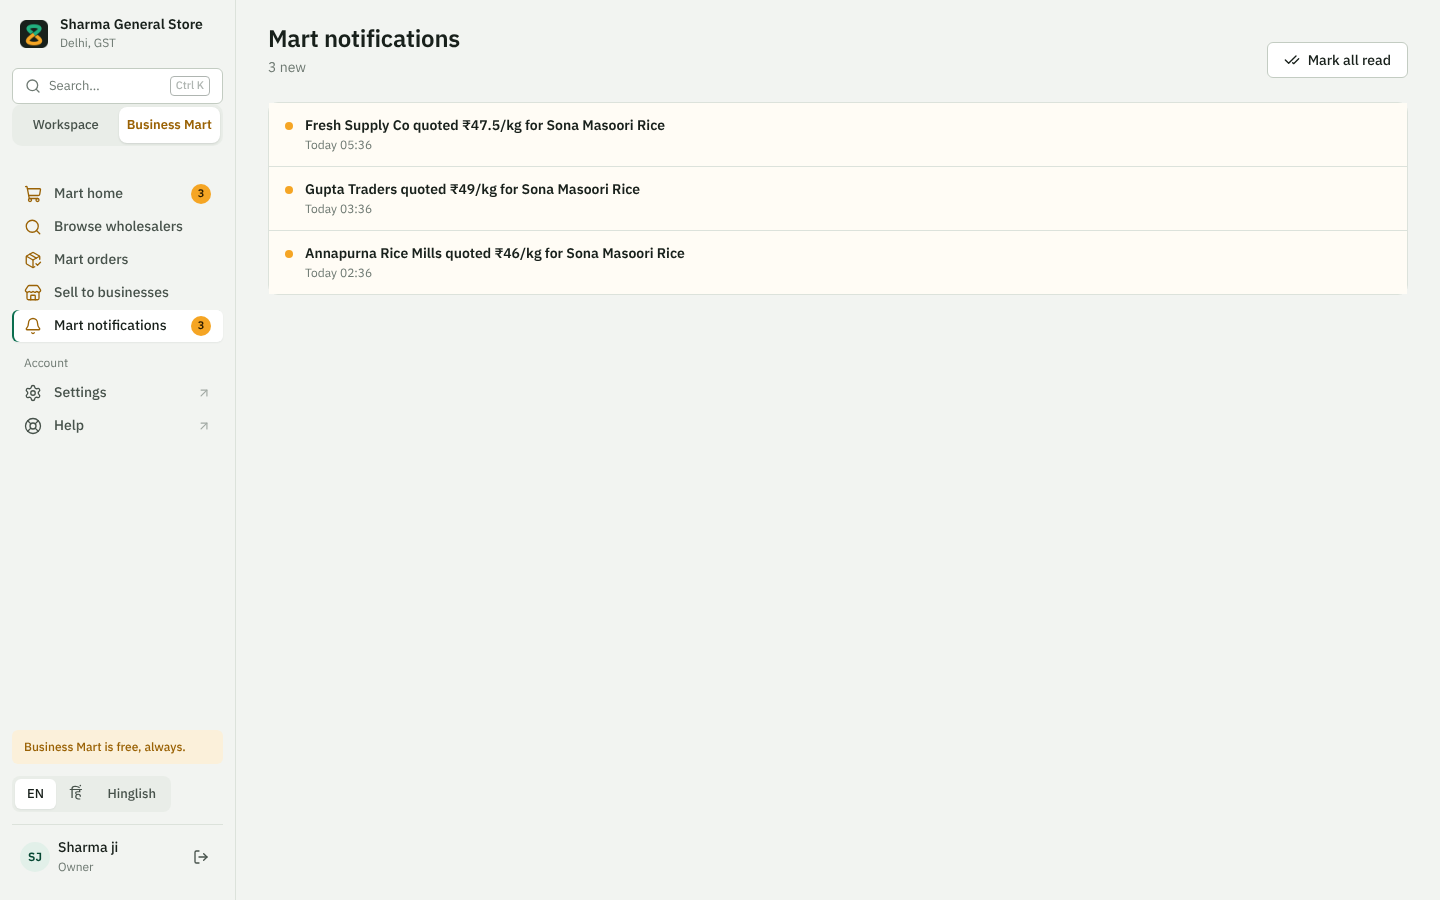 Sharma General Store
Delhi, GST
Search...
Ctrl K
Workspace
Business Mart
Mart home
3
Browse wholesalers
Mart orders
Sell to businesses
Mart notifications
3
Account
Settings
Help
Business Mart is free, always.
EN
हिं
Hinglish
SJ
Sharma ji
Owner
Mart notifications
3 new
Mark all read
Fresh Supply Co quoted ₹47.5/kg for Sona Masoori Rice
Today 05:36
Gupta Traders quoted ₹49/kg for Sona Masoori Rice
Today 03:36
Annapurna Rice Mills quoted ₹46/kg for Sona Masoori Rice
Today 02:36